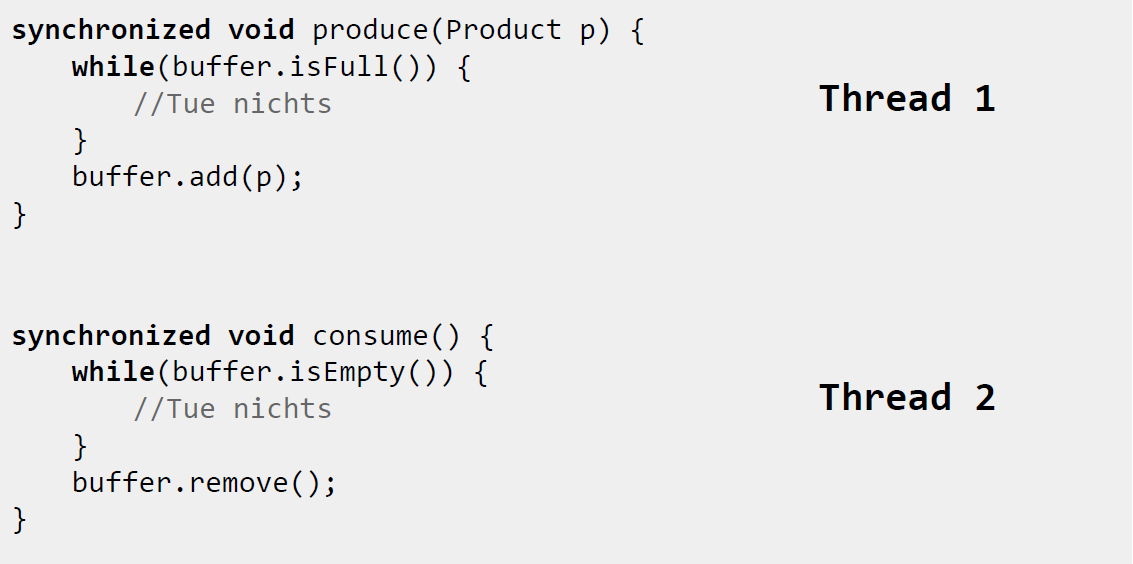 synchronized void produce(Product p) {
while(buffer.isFull()) {
//Tue nichts
}
buffer.add(p);
}
Thread 1
synchronized void consume() {
while(buffer.isEmpty()) {
//Tue nichts
}
buffer.remove();
}
Thread 2